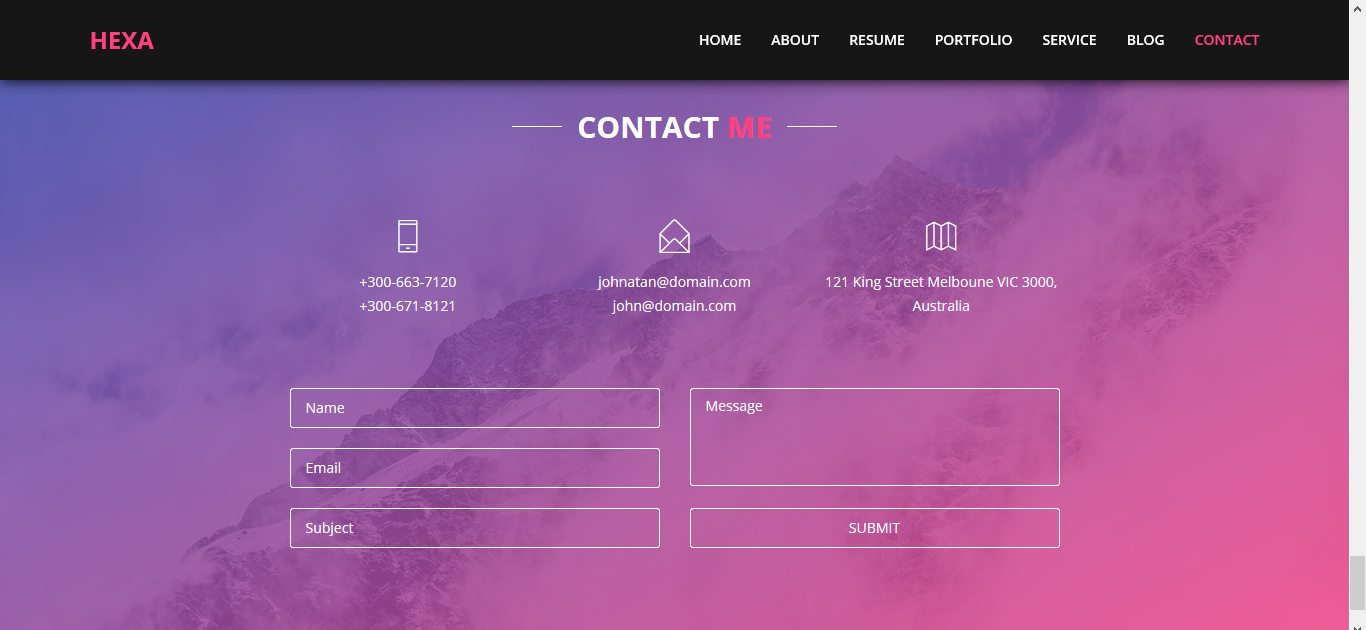 HEXA
HOME ABOUT RESUME PORTFOLIO SERVICE BLOG CONTACT
CONTACT ME
+300-663-7120
+300-671-8121
johnatan@domain.com
john@domain.com
121 King Street Melboune VIC 3000,
Australia
Name
Email
Subject
Message
SUBMIT